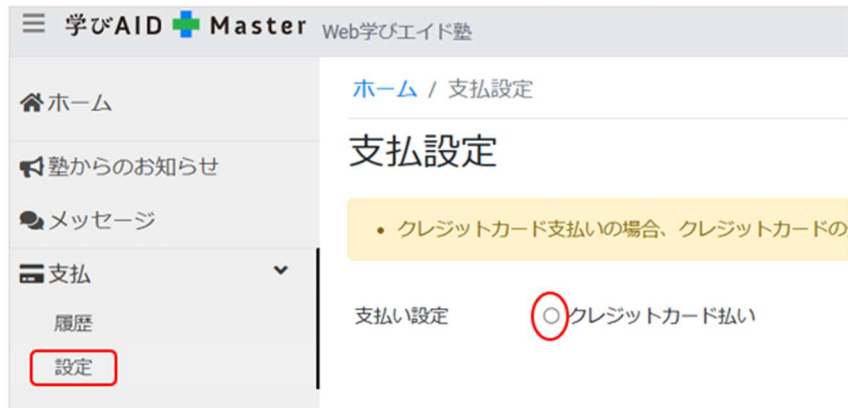 学びAID Master Web学びエイド塾
ホーム
塾からのお知らせ
メッセージ
支払
履歴
設定
ホーム / 支払設定
支払設定
• クレジットカード支払いの場合、クレジットカードの
支払い設定 クレジットカード払い